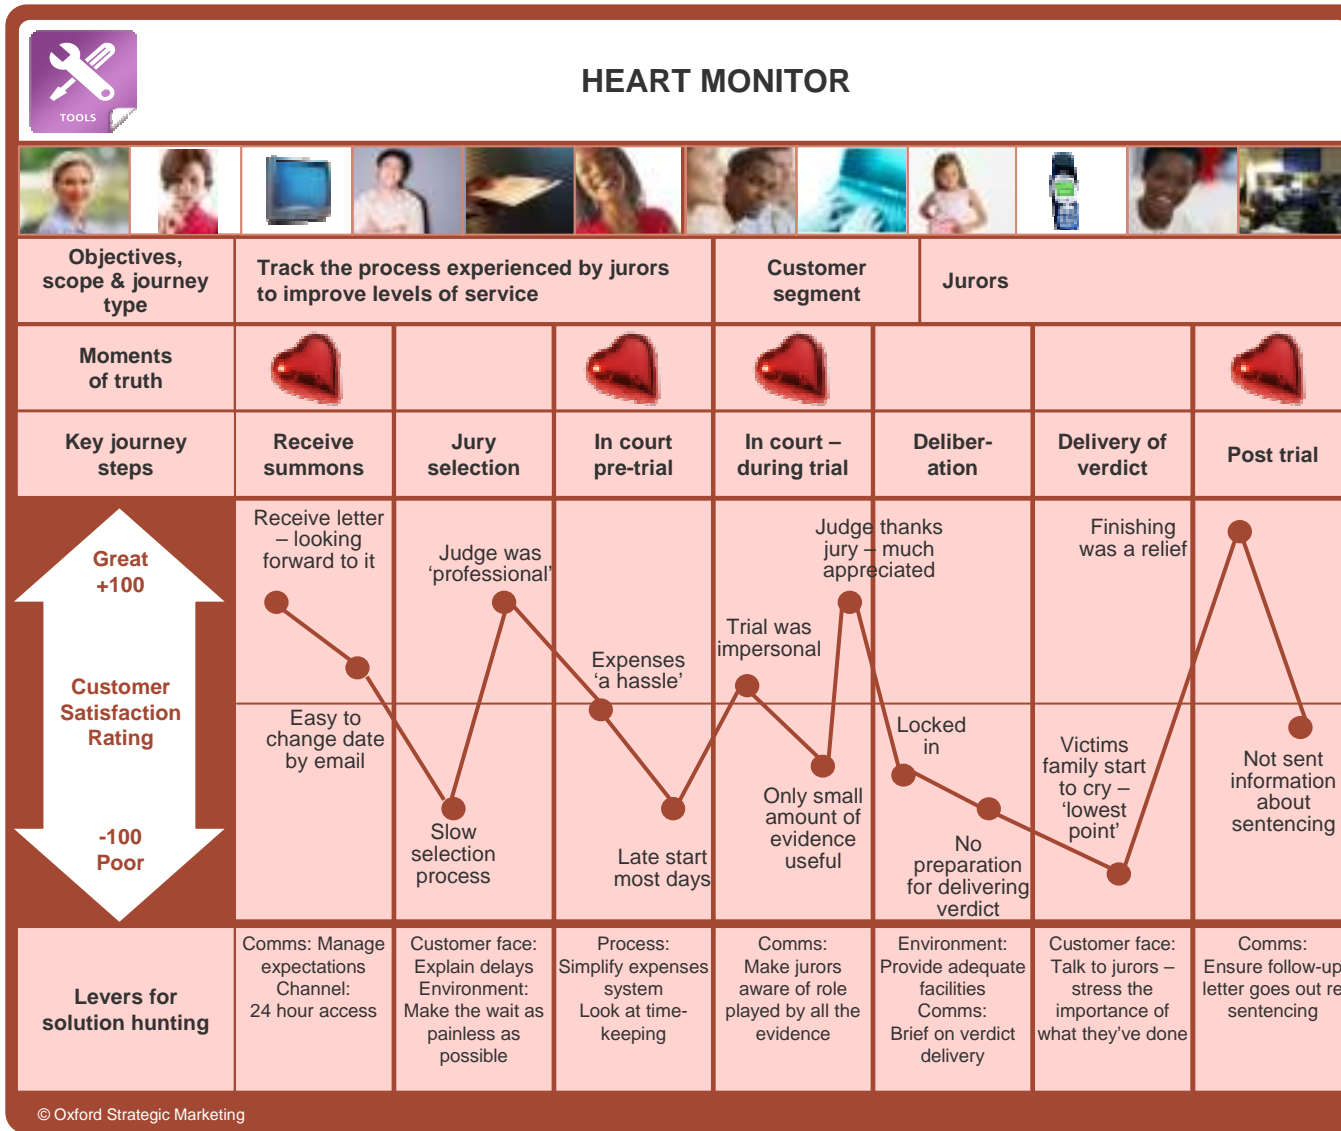 TOOLS
HEART MONITOR
Objectives,
scope & journey
type
Track the process experienced by jurors
to improve levels of service
Customer
segment
Jurors
Moments
of truth
Key journey
steps
Receive
summons
Jury
selection
In court
pre-trial
In court –
during trial
Deliber-
ation
Delivery of
verdict
Post trial
Great
+100
Customer
Satisfaction
Rating
-100
Poor
Receive letter
– looking
forward to it
Easy to
change date
by email
Judge was
‘professional’
Slow
selection
process
Expenses
‘a hassle’
Late start
most days
Trial was
impersonal
Only small
amount of
evidence
useful
Judge thanks
jury – much
appreciated
Locked
in
No
preparation
for delivering
verdict
Victims
family start
to cry –
‘lowest
point’
Finishing
was a relief
Not sent
information
about
sentencing
Levers for
solution hunting
Comms: Manage
expectations
Channel:
24 hour access
Customer face:
Explain delays
Environment:
Make the wait as
painless as
possible
Process:
Simplify expenses
system
Look at time-
keeping
Comms:
Make jurors
aware of role
played by all the
evidence
Environment:
Provide adequate
facilities
Comms:
Brief on verdict
delivery
Customer face:
Talk to jurors –
stress the
importance of
what they’ve done
Comms:
Ensure follow-up
letter goes out re
sentencing
© Oxford Strategic Marketing